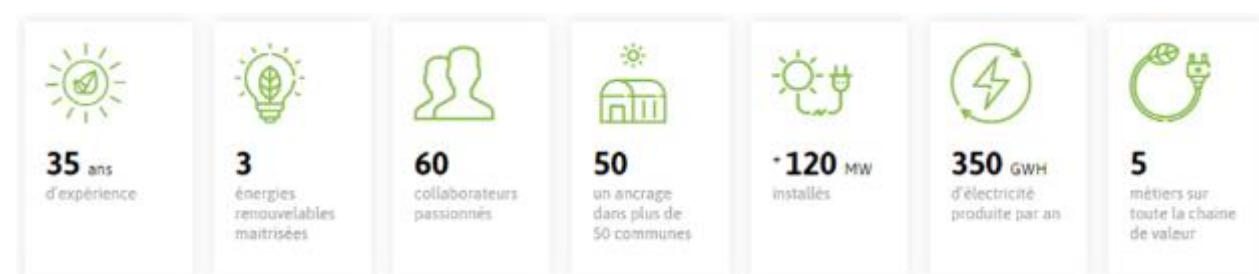 35 ans
d'expérience
3
énergies
renouvelables
maitrisées
60
collaborateurs
passionnés
50
un ancrage
dans plus de
50 communes
+120 MW
installés
350 GWH
d'électricité
produite par an
5
métiers sur
toute la chaine
de valeur